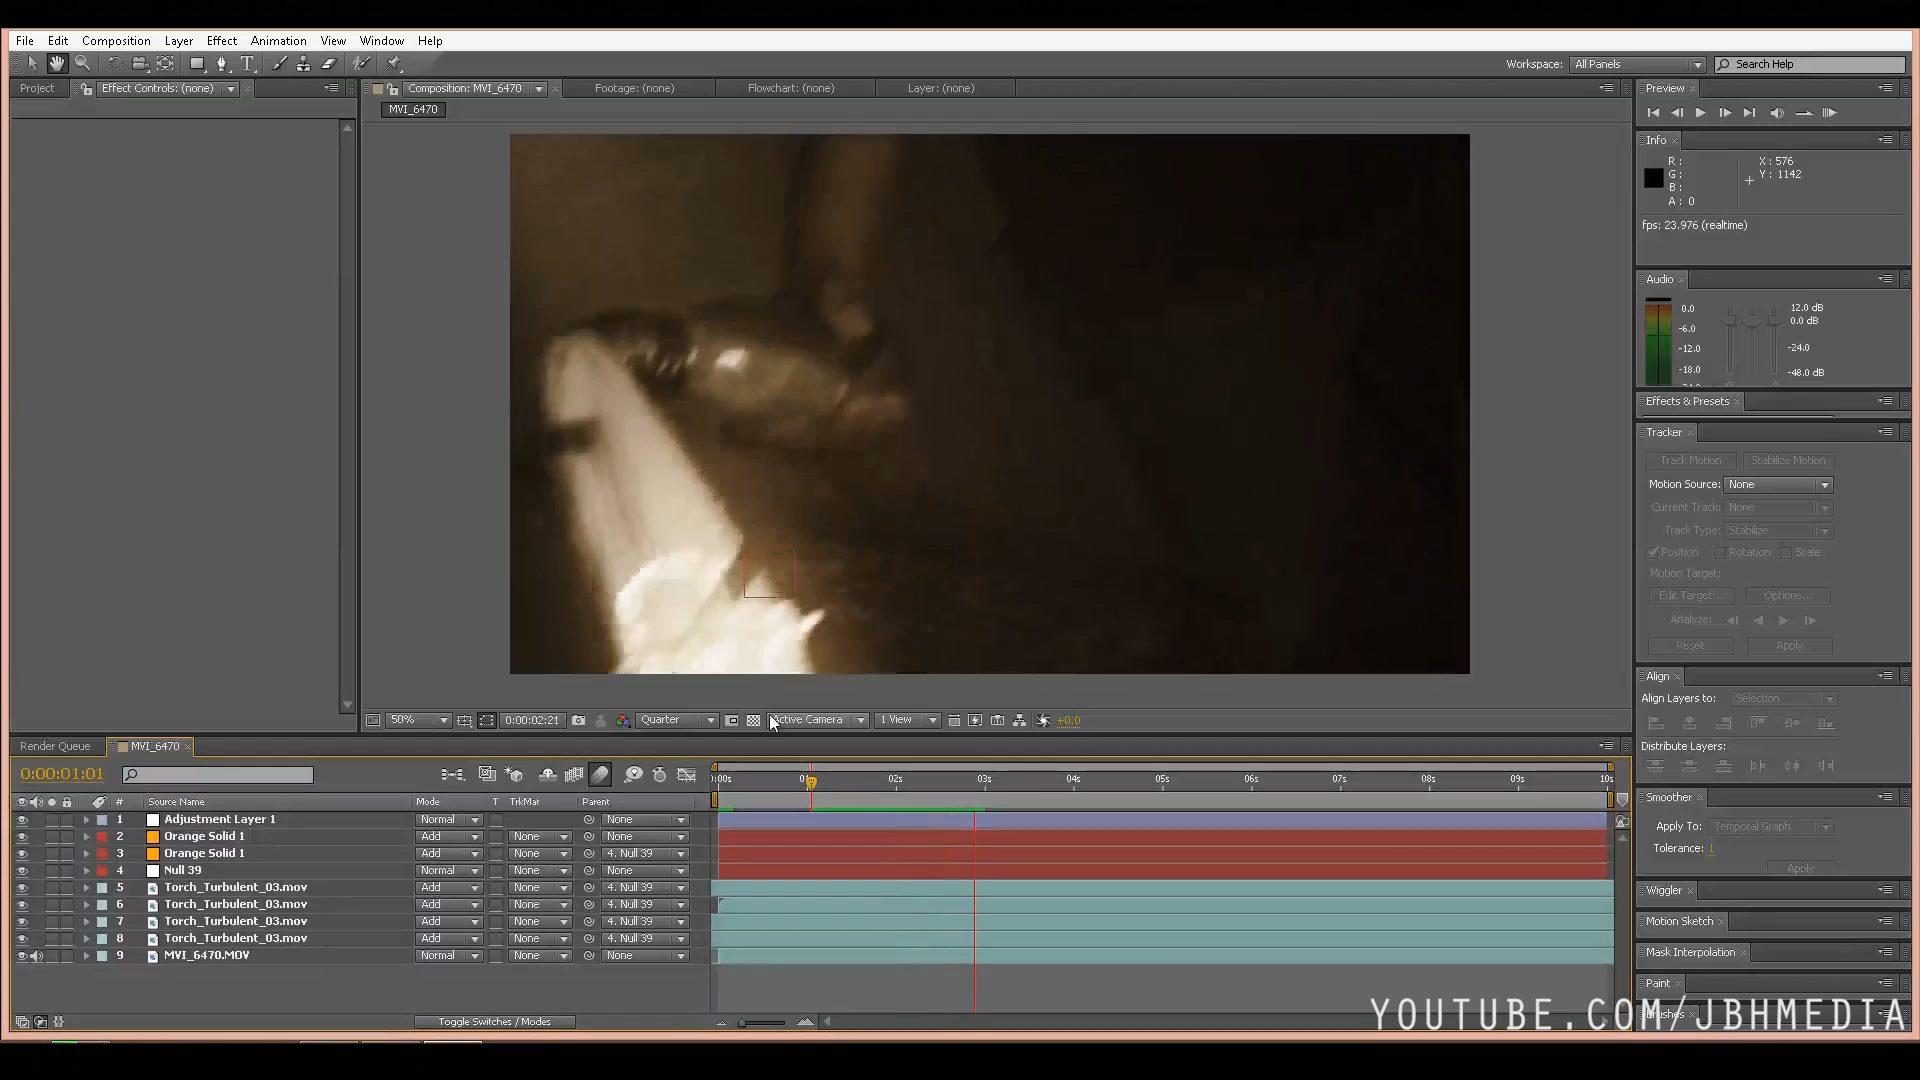 File Edit Composition Layer Effect Animation View Window Help
Workspace: All Panels Search Help
Project Effect Controls: (none) Composition: MVI_6470 Footage: (none) Flowchart: (none) Layer: (none) Preview
MVI_6470
Info
R :
G :
B :
A : 0
X : 576
Y : 1142
fps: 23.976 (realtime)
Audio
0.0
-6.0
-12.0
-18.0
12.0 dB
0.0 dB
-24.0
-48.0 dB
Effects & Presets
Tracker
Track Motion Stabilize Motion
Motion Source: None
Current Track: None
Track Type: Stabilize
Position Rotation Scale
Motion Target:
Edit Target... Options...
Analyze:
Reset Apply
Align
Align Layers to: Selection
Distribute Layers:
Smoother
Apply To: Temporal Graph
Tolerance: 1
Apply
Wiggler
Motion Sketch
Mask Interpolation
Paint
Brushes
50% 0:00:02:21 Quarter Active Camera 1 View +0.0
Render Queue MVI_6470
0:00:01:01
:00s 02s 03s 04s 05s 06s 07s 08s 09s 10s
# Source Name Mode T TrkMat Parent
1 Adjustment Layer 1 Normal None
2 Orange Solid 1 Add None None
3 Orange Solid 1 Add None 4. Null 39
4 Null 39 Normal None None
5 Torch_Turbulent_03.mov Add None 4. Null 39
6 Torch_Turbulent_03.mov Add None 4. Null 39
7 Torch_Turbulent_03.mov Add None 4. Null 39
8 Torch_Turbulent_03.mov Add None 4. Null 39
9 MVI_6470.MOV Normal None None
Toggle Switches / Modes
YOUTUBE.COM/JBHMEDIA